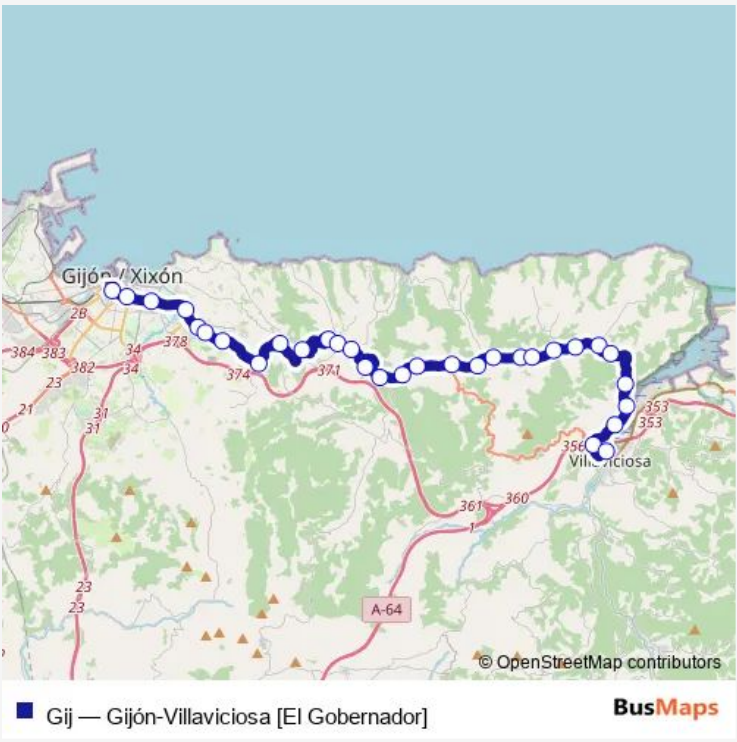 Gijón / Xixón
2B
384 383
378
34
34
382
374
371
23
21
31
31
0
353
353
356
Villaviciosa
361
360
1
23
23
A-64
© OpenStreetMap contributors
Gij — Gijón-Villaviciosa [El Gobernador]
BusMaps